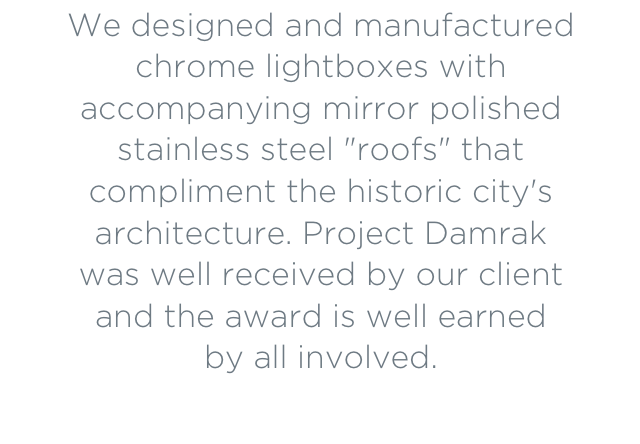 We designed and manufactured
chrome lightboxes with
accompanying mirror polished
stainless steel "roofs" that
compliment the historic city's
architecture. Project Damrak
was well received by our client
and the award is well earned
by all involved.